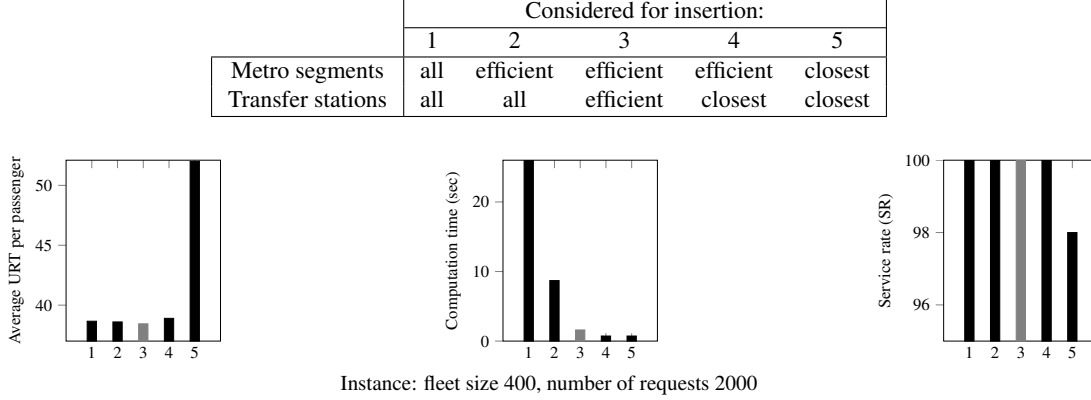 Considered for insertion:
1 2 3 4 5
Metro segments all efficient efficient efficient closest
Transfer stations all all efficient closest closest
Average URT per passenger
50
45
40
1 2 3 4 5
Computation time (sec)
20
10
0
1 2 3 4 5
Service rate (SR)
100
98
96
1 2 3 4 5
Instance: fleet size 400, number of requests 2000